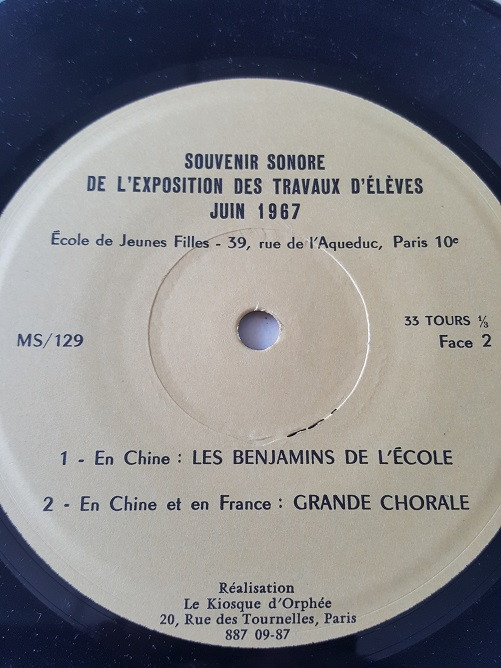 SOUVENIR SONORE
DE L'EXPOSITION DES TRAVAUX D'ÉLÈVES
JUIN 1967
École de Jeunes Filles - 39, rue de l'Aqueduc, Paris 10e
MS/129
33 TOURS ⅓
Face 2
1 - En Chine : LES BENJAMINS DE L'ÉCOLE
2 - En Chine et en France : GRANDE CHORALE
Réalisation
Le Kiosque d'Orphée
20, Rue des Tournelles, Paris
887 09-87